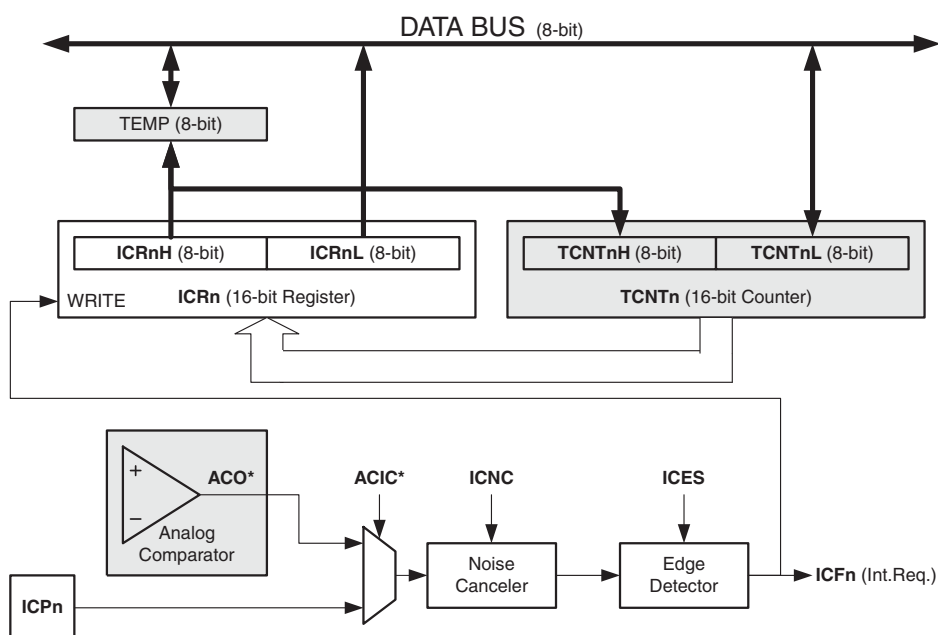 DATA BUS (8-bit)
TEMP (8-bit)
ICRnH (8-bit)
ICRnL (8-bit)
TCNTnH (8-bit)
TCNTnL (8-bit)
WRITE
ICRn (16-bit Register)
TCNTn (16-bit Counter)
+
−
ACO*
Analog
Comparator
ACIC*
ICNC
ICES
Noise
Canceler
Edge
Detector
ICFn (Int.Req.)
ICPn